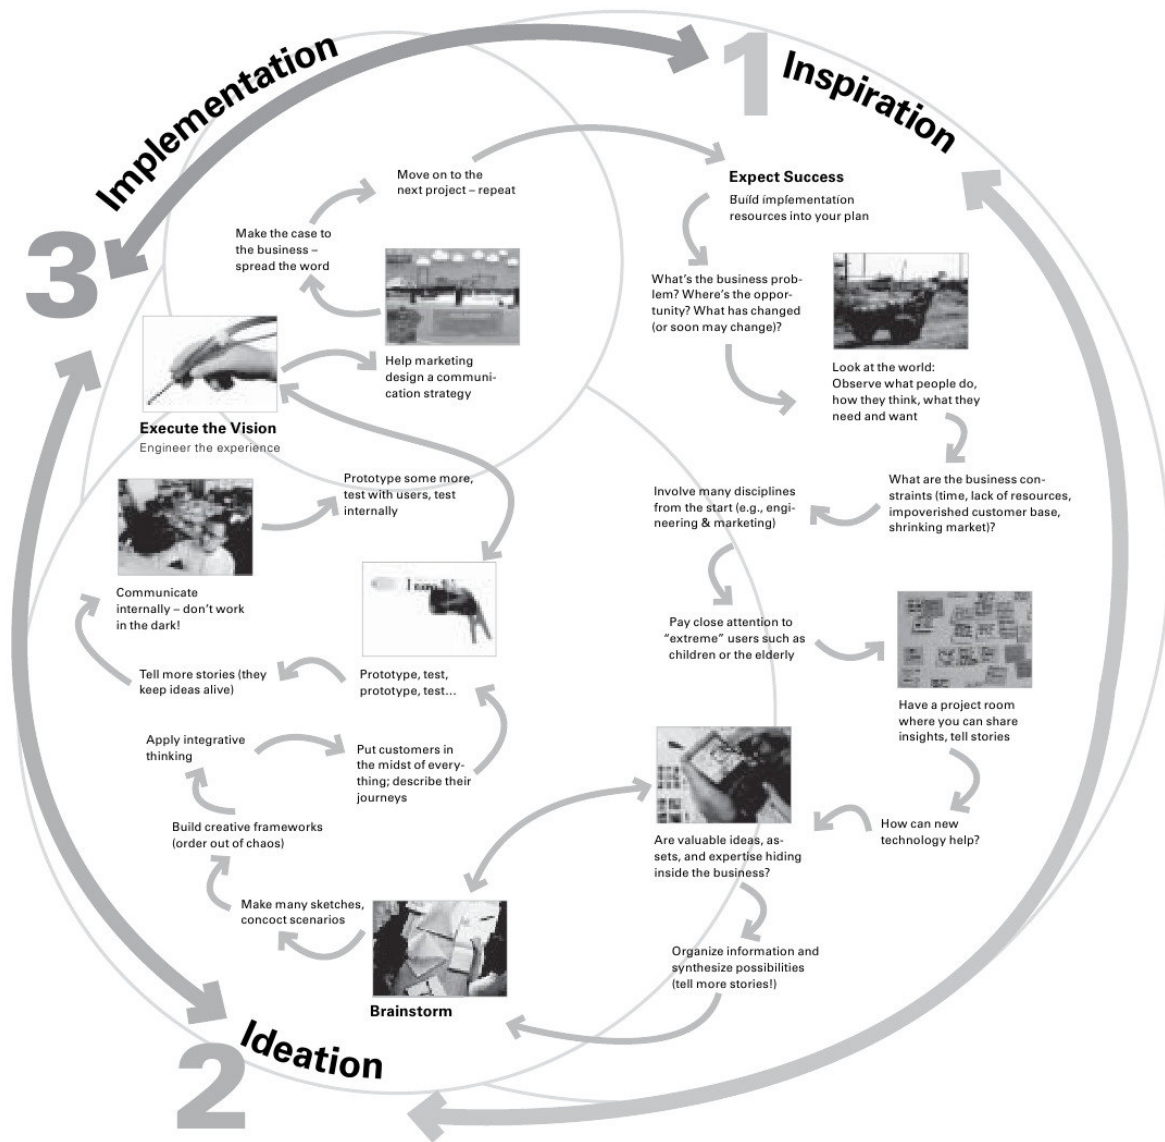 1
Inspiration
Expect Success
Build implementation
resources into your plan
What's the business prob-
lem? Where's the oppor-
tunity? What has changed
(or soon may change)?
Look at the world:
Observe what people do,
how they think, what they
need and want
What are the business con-
straints (time, lack of resources,
impoverished customer base,
shrinking market)?
Involve many disciplines
from the start (e.g., engi-
neering & marketing)
Pay close attention to
“extreme” users such as
children or the elderly
Have a project room
where you can share
insights, tell stories
How can new
technology help?
Are valuable ideas, as-
sets, and expertise hiding
inside the business?
Organize information and
synthesize possibilities
(tell more stories!)
2
Ideation
Brainstorm
Make many sketches,
concoct scenarios
Build creative frameworks
(order out of chaos)
Apply integrative
thinking
Put customers in
the midst of every-
thing; describe their
journeys
Prototype, test,
prototype, test...
Tell more stories (they
keep ideas alive)
Communicate
internally – don't work
in the dark!
Prototype some more,
test with users, test
internally
3
Implementation
Execute the Vision
Engineer the experience
Help marketing
design a communi-
cation strategy
Make the case to
the business –
spread the word
Move on to the
next project – repeat